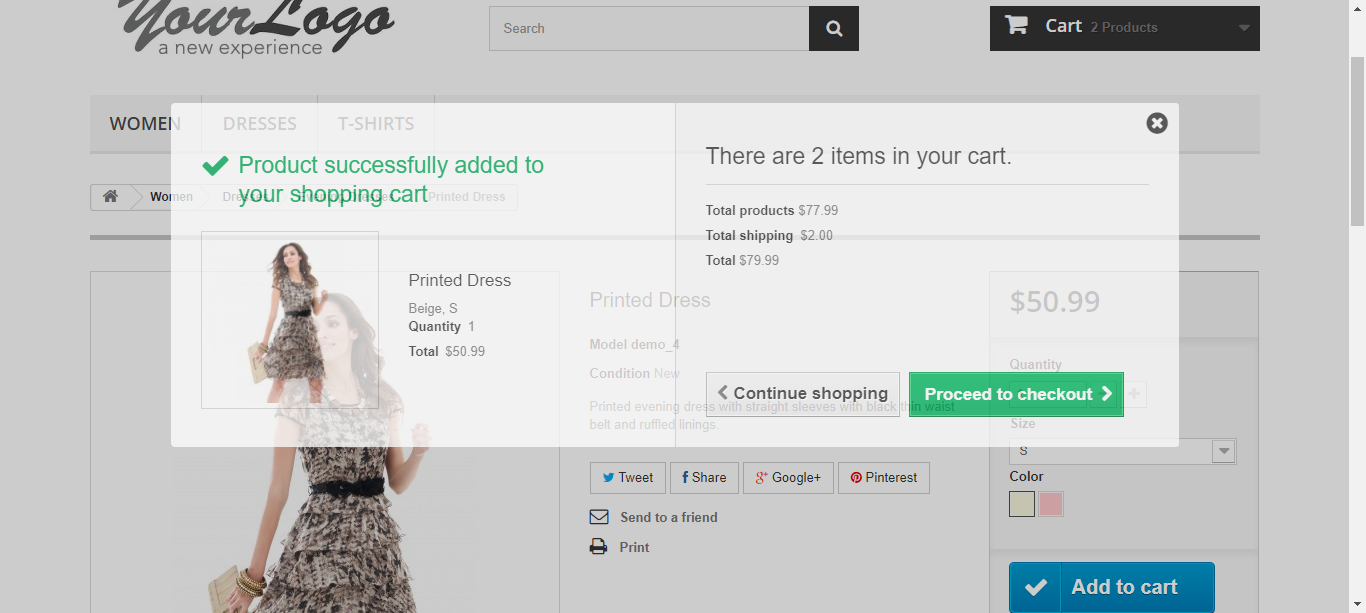 YourLogo
a new experience
Search
Cart 2 Products
WOMEN
DRESSES
T-SHIRTS
Product successfully added to
your shopping cart
There are 2 items in your cart.
Women
Dresses
Evening Dresses
Printed Dress
Total products $77.99
Total shipping $2.00
Total $79.99
Printed Dress
Beige, S
Quantity 1
Total $50.99
Continue shopping
Proceed to checkout
Printed Dress
Model demo_4
Condition New
Printed evening dress with straight sleeves with black thin waist
belt and ruffled linings.
Tweet
Share
Google+
Pinterest
Send to a friend
Print
$50.99
Quantity
Size
S
Color
Add to cart